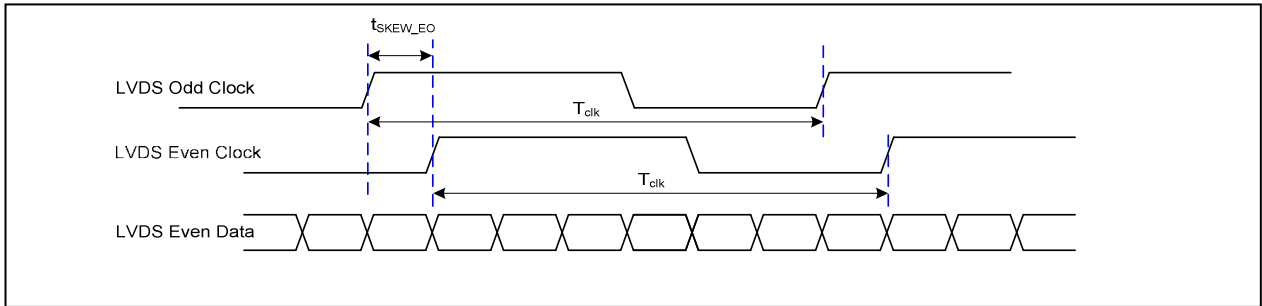 tSKEW_EO
LVDS Odd Clock
Tclk
LVDS Even Clock
Tclk
LVDS Even Data